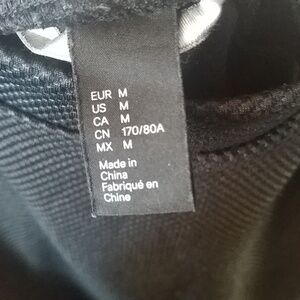 EUR M
US M
CA M
CN 170/80A
MX M
Made in
China
Fabriqué en
Chine